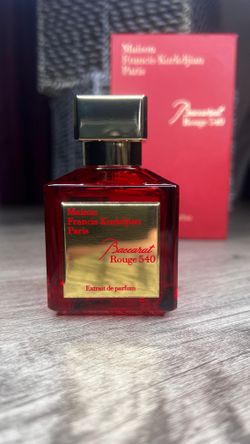 Maison
Francis Kurkdjian
Paris
Baccarat
Rouge 540
Maison
Francis Kurkdjian
Paris
Baccarat
Rouge 540
Extrait de parfum